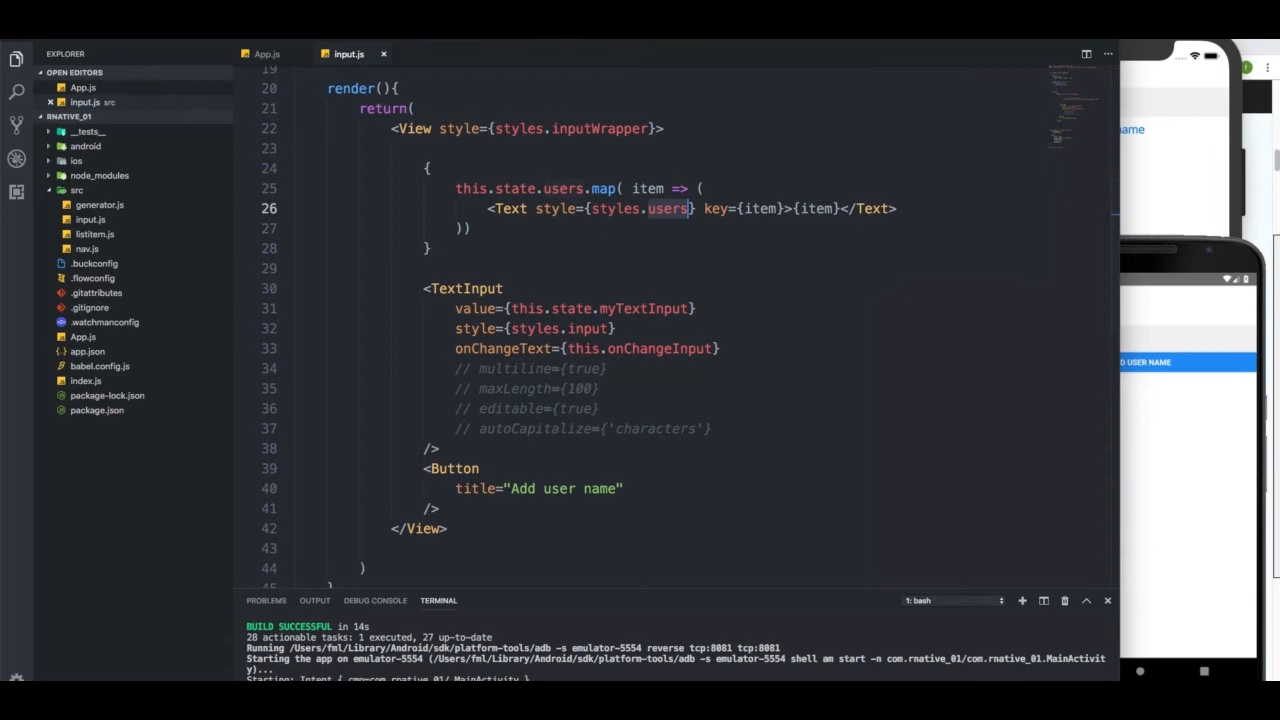 EXPLORER
OPEN EDITORS
App.js
input.js src
RNATIVE_01
__tests__
android
ios
node_modules
src
generator.js
input.js
listitem.js
nav.js
.buckconfig
.flowconfig
.gitattributes
.gitignore
.watchmanconfig
App.js
app.json
babel.config.js
index.js
package-lock.json
package.json
App.js
input.js
19
20 render(){
21 return(
22 <View style={styles.inputWrapper}>
23
24 {
25 this.state.users.map( item => (
26 <Text style={styles.users} key={item}>{item}</Text>
27 ))
28 }
29
30 <TextInput
31 value={this.state.myTextInput}
32 style={styles.input}
33 onChangeText={this.onChangeInput}
34 // multiline={true}
35 // maxLength={100}
36 // editable={true}
37 // autoCapitalize={'characters'}
38 />
39 <Button
40 title="Add user name"
41 />
42 </View>
43
44 )
45 }
PROBLEMS OUTPUT DEBUG CONSOLE TERMINAL 1: bash
BUILD SUCCESSFUL in 14s
28 actionable tasks: 1 executed, 27 up-to-date
Running /Users/fml/Library/Android/sdk/platform-tools/adb -s emulator-5554 reverse tcp:8081 tcp:8081
Starting the app on emulator-5554 (/Users/fml/Library/Android/sdk/platform-tools/adb -s emulator-5554 shell am start -n com.rnative_01/com.rnative_01.MainActivit
y)...
Starting: Intent { cmp=com.rnative_01/.MainActivity }
name
D USER NAME